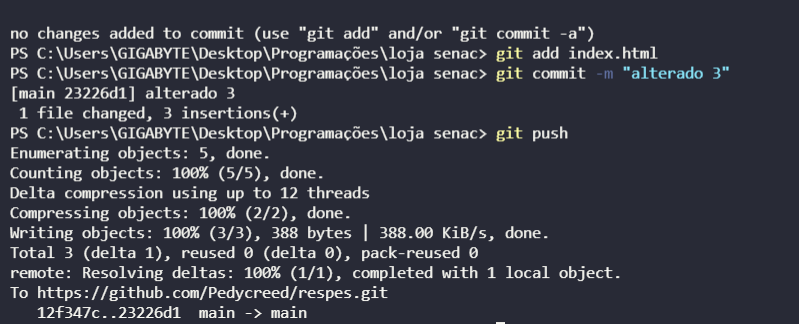 no changes added to commit (use "git add" and/or "git commit -a")
PS C:\Users\GIGABYTE\Desktop\Programações\loja senac> git add index.html
PS C:\Users\GIGABYTE\Desktop\Programações\loja senac> git commit -m "alterado 3"
[main 23226d1] alterado 3
 1 file changed, 3 insertions(+)
PS C:\Users\GIGABYTE\Desktop\Programações\loja senac> git push
Enumerating objects: 5, done.
Counting objects: 100% (5/5), done.
Delta compression using up to 12 threads
Compressing objects: 100% (2/2), done.
Writing objects: 100% (3/3), 388 bytes | 388.00 KiB/s, done.
Total 3 (delta 1), reused 0 (delta 0), pack-reused 0
remote: Resolving deltas: 100% (1/1), completed with 1 local object.
To https://github.com/Pedycreed/respes.git
   12f347c..23226d1  main -> main